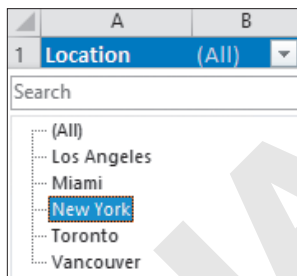 A B
1 Location (All)
Search
(All)
Los Angeles
Miami
New York
Toronto
Vancouver